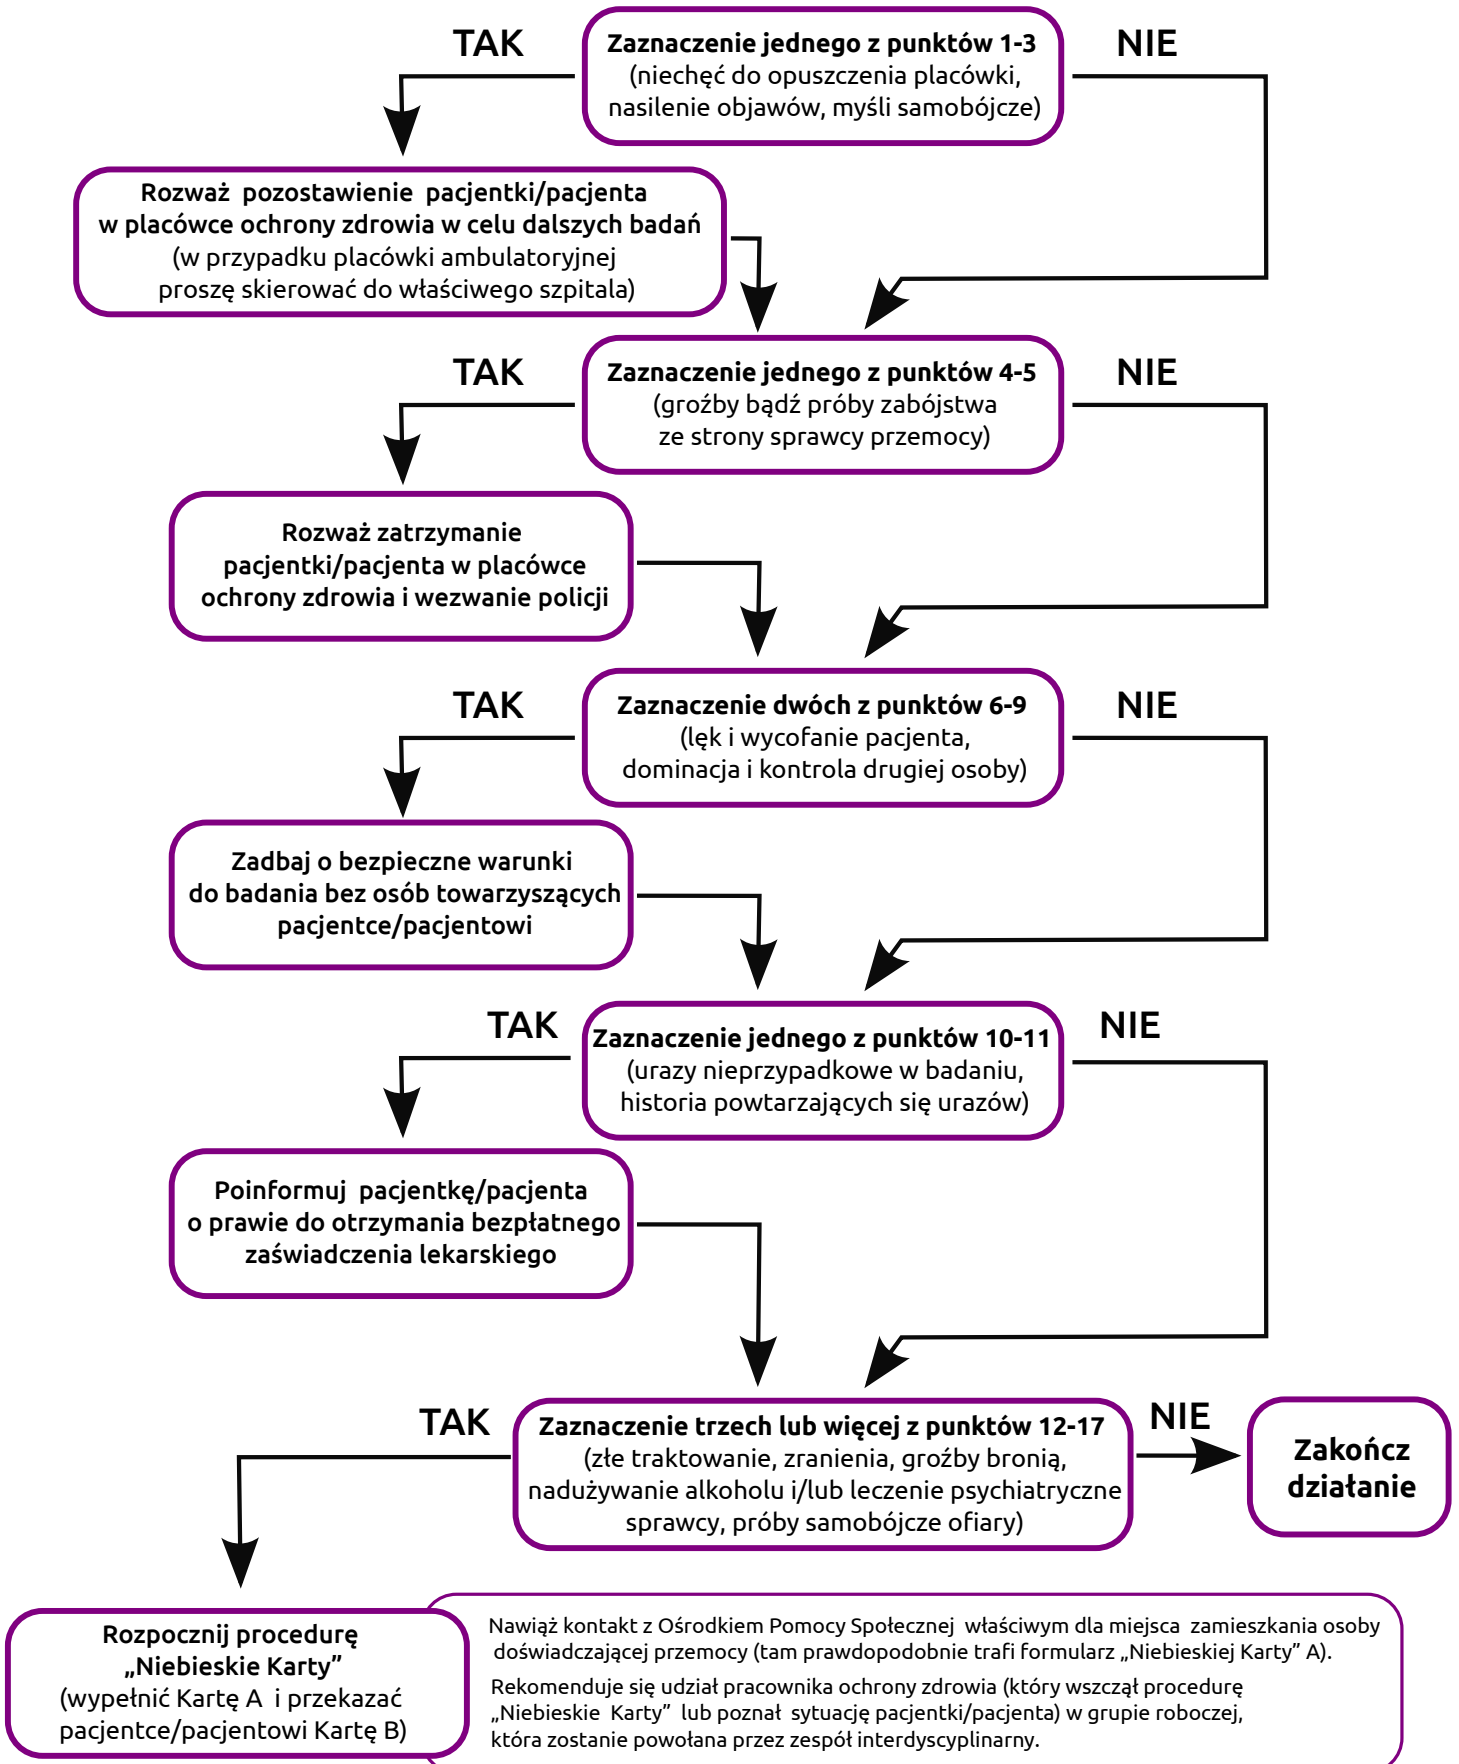 TAK
Zaznaczenie jednego z punktów 1-3
(niechęć do opuszczenia placówki,
nasilenie objawów, myśli samobójcze)
NIE
Rozważ pozostawienie pacjentki/pacjenta
w placówce ochrony zdrowia w celu dalszych badań
(w przypadku placówki ambulatoryjnej
proszę skierować do właściwego szpitala)
TAK
Zaznaczenie jednego z punktów 4-5
(groźby bądź próby zabójstwa
ze strony sprawcy przemocy)
NIE
Rozważ zatrzymanie
pacjentki/pacjenta w placówce
ochrony zdrowia i wezwanie policji
TAK
Zaznaczenie dwóch z punktów 6-9
(lęk i wycofanie pacjenta,
dominacja i kontrola drugiej osoby)
NIE
Zadbaj o bezpieczne warunki
do badania bez osób towarzyszących
pacjentce/pacjentowi
TAK
Zaznaczenie jednego z punktów 10-11
(urazy nieprzypadkowe w badaniu,
historia powtarzających się urazów)
NIE
Poinformuj pacjentkę/pacjenta
o prawie do otrzymania bezpłatnego
zaświadczenia lekarskiego
TAK
Zaznaczenie trzech lub więcej z punktów 12-17
(złe traktowanie, zranienia, groźby bronią,
nadużywanie alkoholu i/lub leczenie psychiatryczne
sprawcy, próby samobójcze ofiary)
NIE
Zakończ
działanie
Rozpocznij procedurę
„Niebieskie Karty”
(wypełnić Kartę A i przekazać
pacjentce/pacjentowi Kartę B)
Nawiąż kontakt z Ośrodkiem Pomocy Społecznej właściwym dla miejsca zamieszkania osoby
doświadczającej przemocy (tam prawdopodobnie trafi formularz „Niebieskiej Karty” A).
Rekomenduje się udział pracownika ochrony zdrowia (który wszczął procedurę
„Niebieskie Karty” lub poznał sytuację pacjentki/pacjenta) w grupie roboczej,
która zostanie powołana przez zespół interdyscyplinarny.